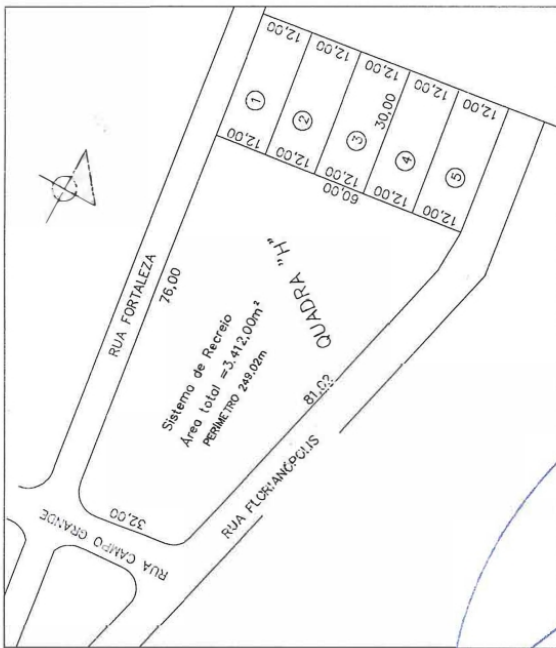 RUA FORTALEZA
76,00
Sistema de Recreio
Área total =3.412,00m²
PERÍMETRO 249.02m
QUADRA "H"
81,02
RUA FLORIANÓPOLIS
32,00
RUA CAMPO GRANDE
60,00
12,00
1
12,00
12,00
2
12,00
12,00
3
12,00
30,00
12,00
4
12,00
12,00
5
12,00